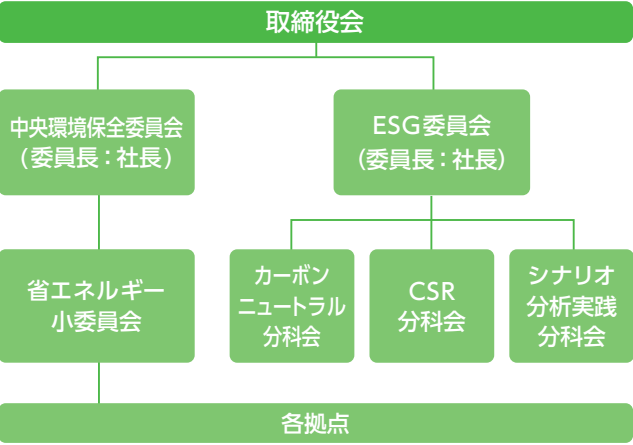 取締役会
中央環境保全委員会
(委員長:社長)
ESG委員会
(委員長:社長)
省エネルギー
小委員会
カーボン
ニュートラル
分科会
CSR
分科会
シナリオ
分析実践
分科会
各拠点